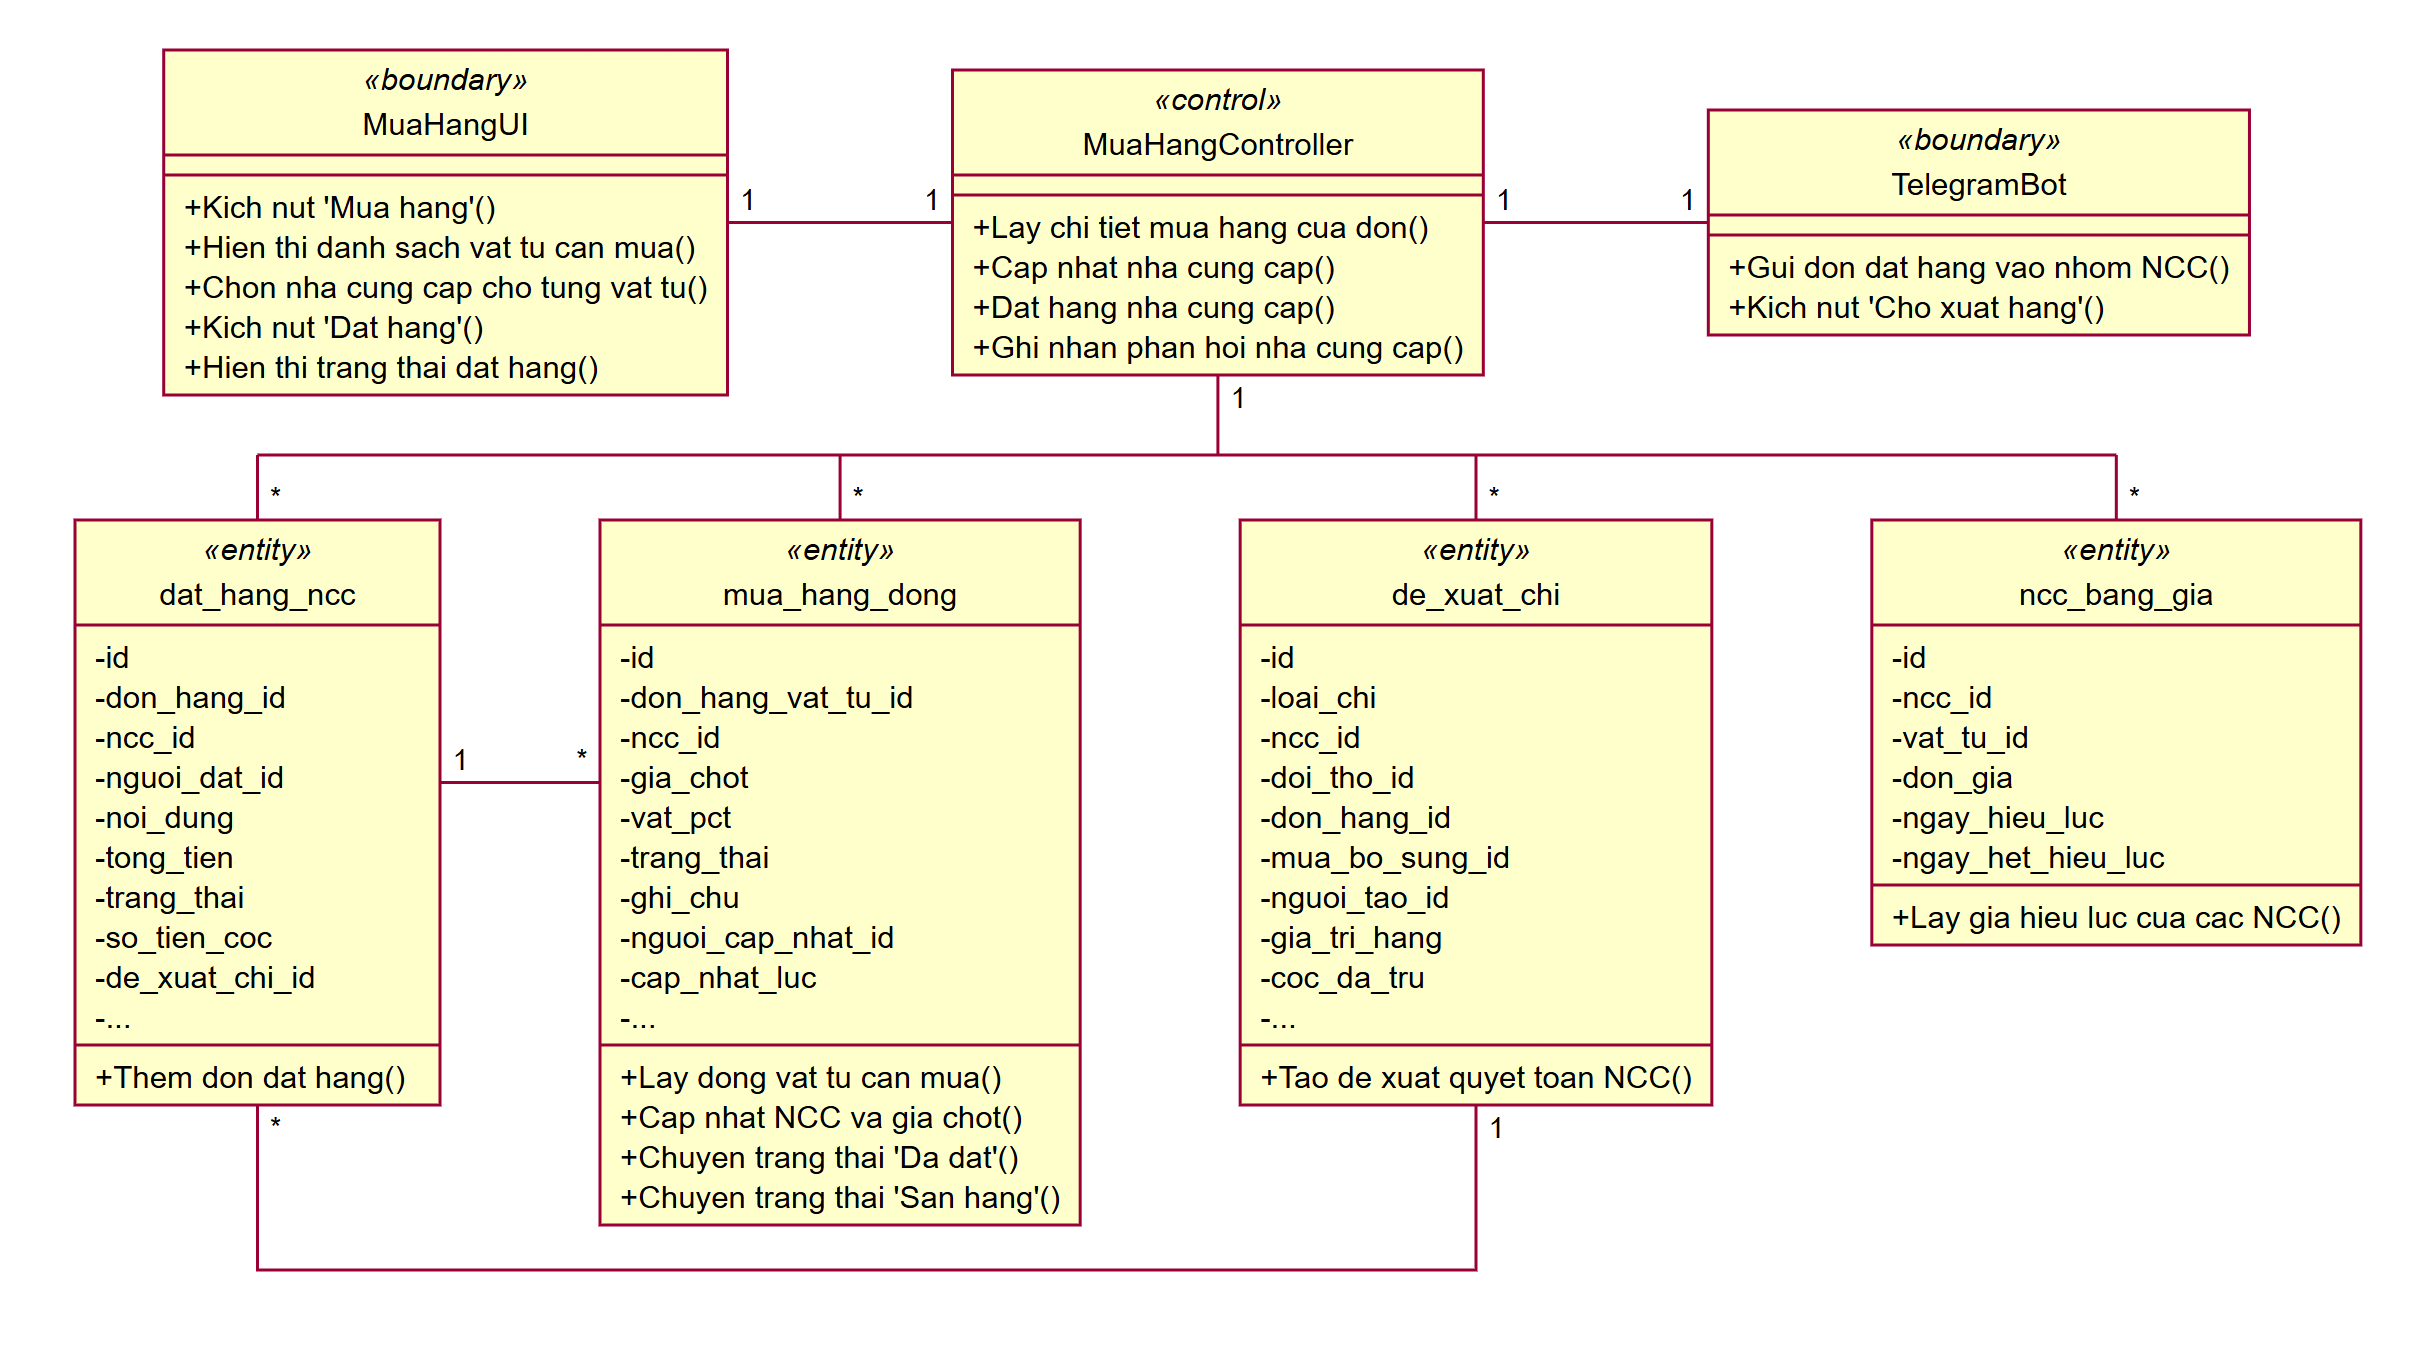 «boundary»
MuaHangUI
+Kich nut 'Mua hang'()
+Hien thi danh sach vat tu can mua()
+Chon nha cung cap cho tung vat tu()
+Kich nut 'Dat hang'()
+Hien thi trang thai dat hang()
1
1
«control»
MuaHangController
+Lay chi tiet mua hang cua don()
+Cap nhat nha cung cap()
+Dat hang nha cung cap()
+Ghi nhan phan hoi nha cung cap()
1
1
1
«boundary»
TelegramBot
+Gui don dat hang vao nhom NCC()
+Kich nut 'Cho xuat hang'()
*
*
*
*
«entity»
dat_hang_ncc
-id
-don_hang_id
-ncc_id
-nguoi_dat_id
-noi_dung
-tong_tien
-trang_thai
-so_tien_coc
-de_xuat_chi_id
-...
+Them don dat hang()
*
1
*
«entity»
mua_hang_dong
-id
-don_hang_vat_tu_id
-ncc_id
-gia_chot
-vat_pct
-trang_thai
-ghi_chu
-nguoi_cap_nhat_id
-cap_nhat_luc
-...
+Lay dong vat tu can mua()
+Cap nhat NCC va gia chot()
+Chuyen trang thai 'Da dat'()
+Chuyen trang thai 'San hang'()
«entity»
de_xuat_chi
-id
-loai_chi
-ncc_id
-doi_tho_id
-don_hang_id
-mua_bo_sung_id
-nguoi_tao_id
-gia_tri_hang
-coc_da_tru
-...
+Tao de xuat quyet toan NCC()
1
«entity»
ncc_bang_gia
-id
-ncc_id
-vat_tu_id
-don_gia
-ngay_hieu_luc
-ngay_het_hieu_luc
+Lay gia hieu luc cua cac NCC()